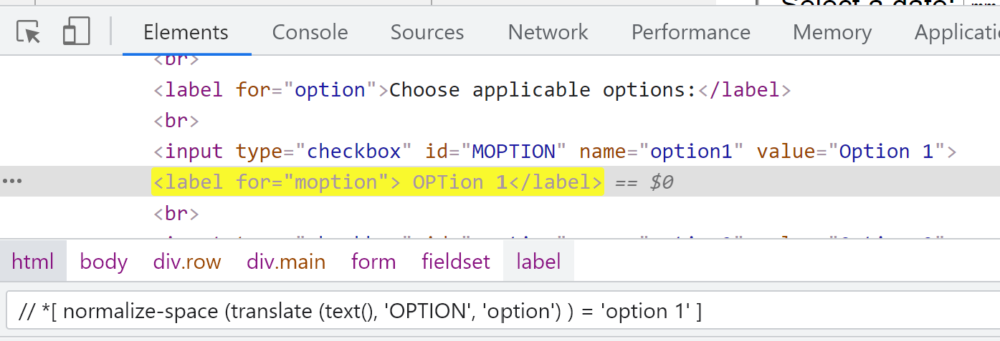 Select a date: mm
Elements Console Sources Network Performance Memory Applicati
<br>
<label for="option">Choose applicable options:</label>
<br>
<input type="checkbox" id="MOPTION" name="option1" value="Option 1">
... <label for="moption"> OPTion 1</label> == $0
<br>
html body div.row div.main form fieldset label
// *[ normalize-space (translate (text(), 'OPTION', 'option') ) = 'option 1' ]